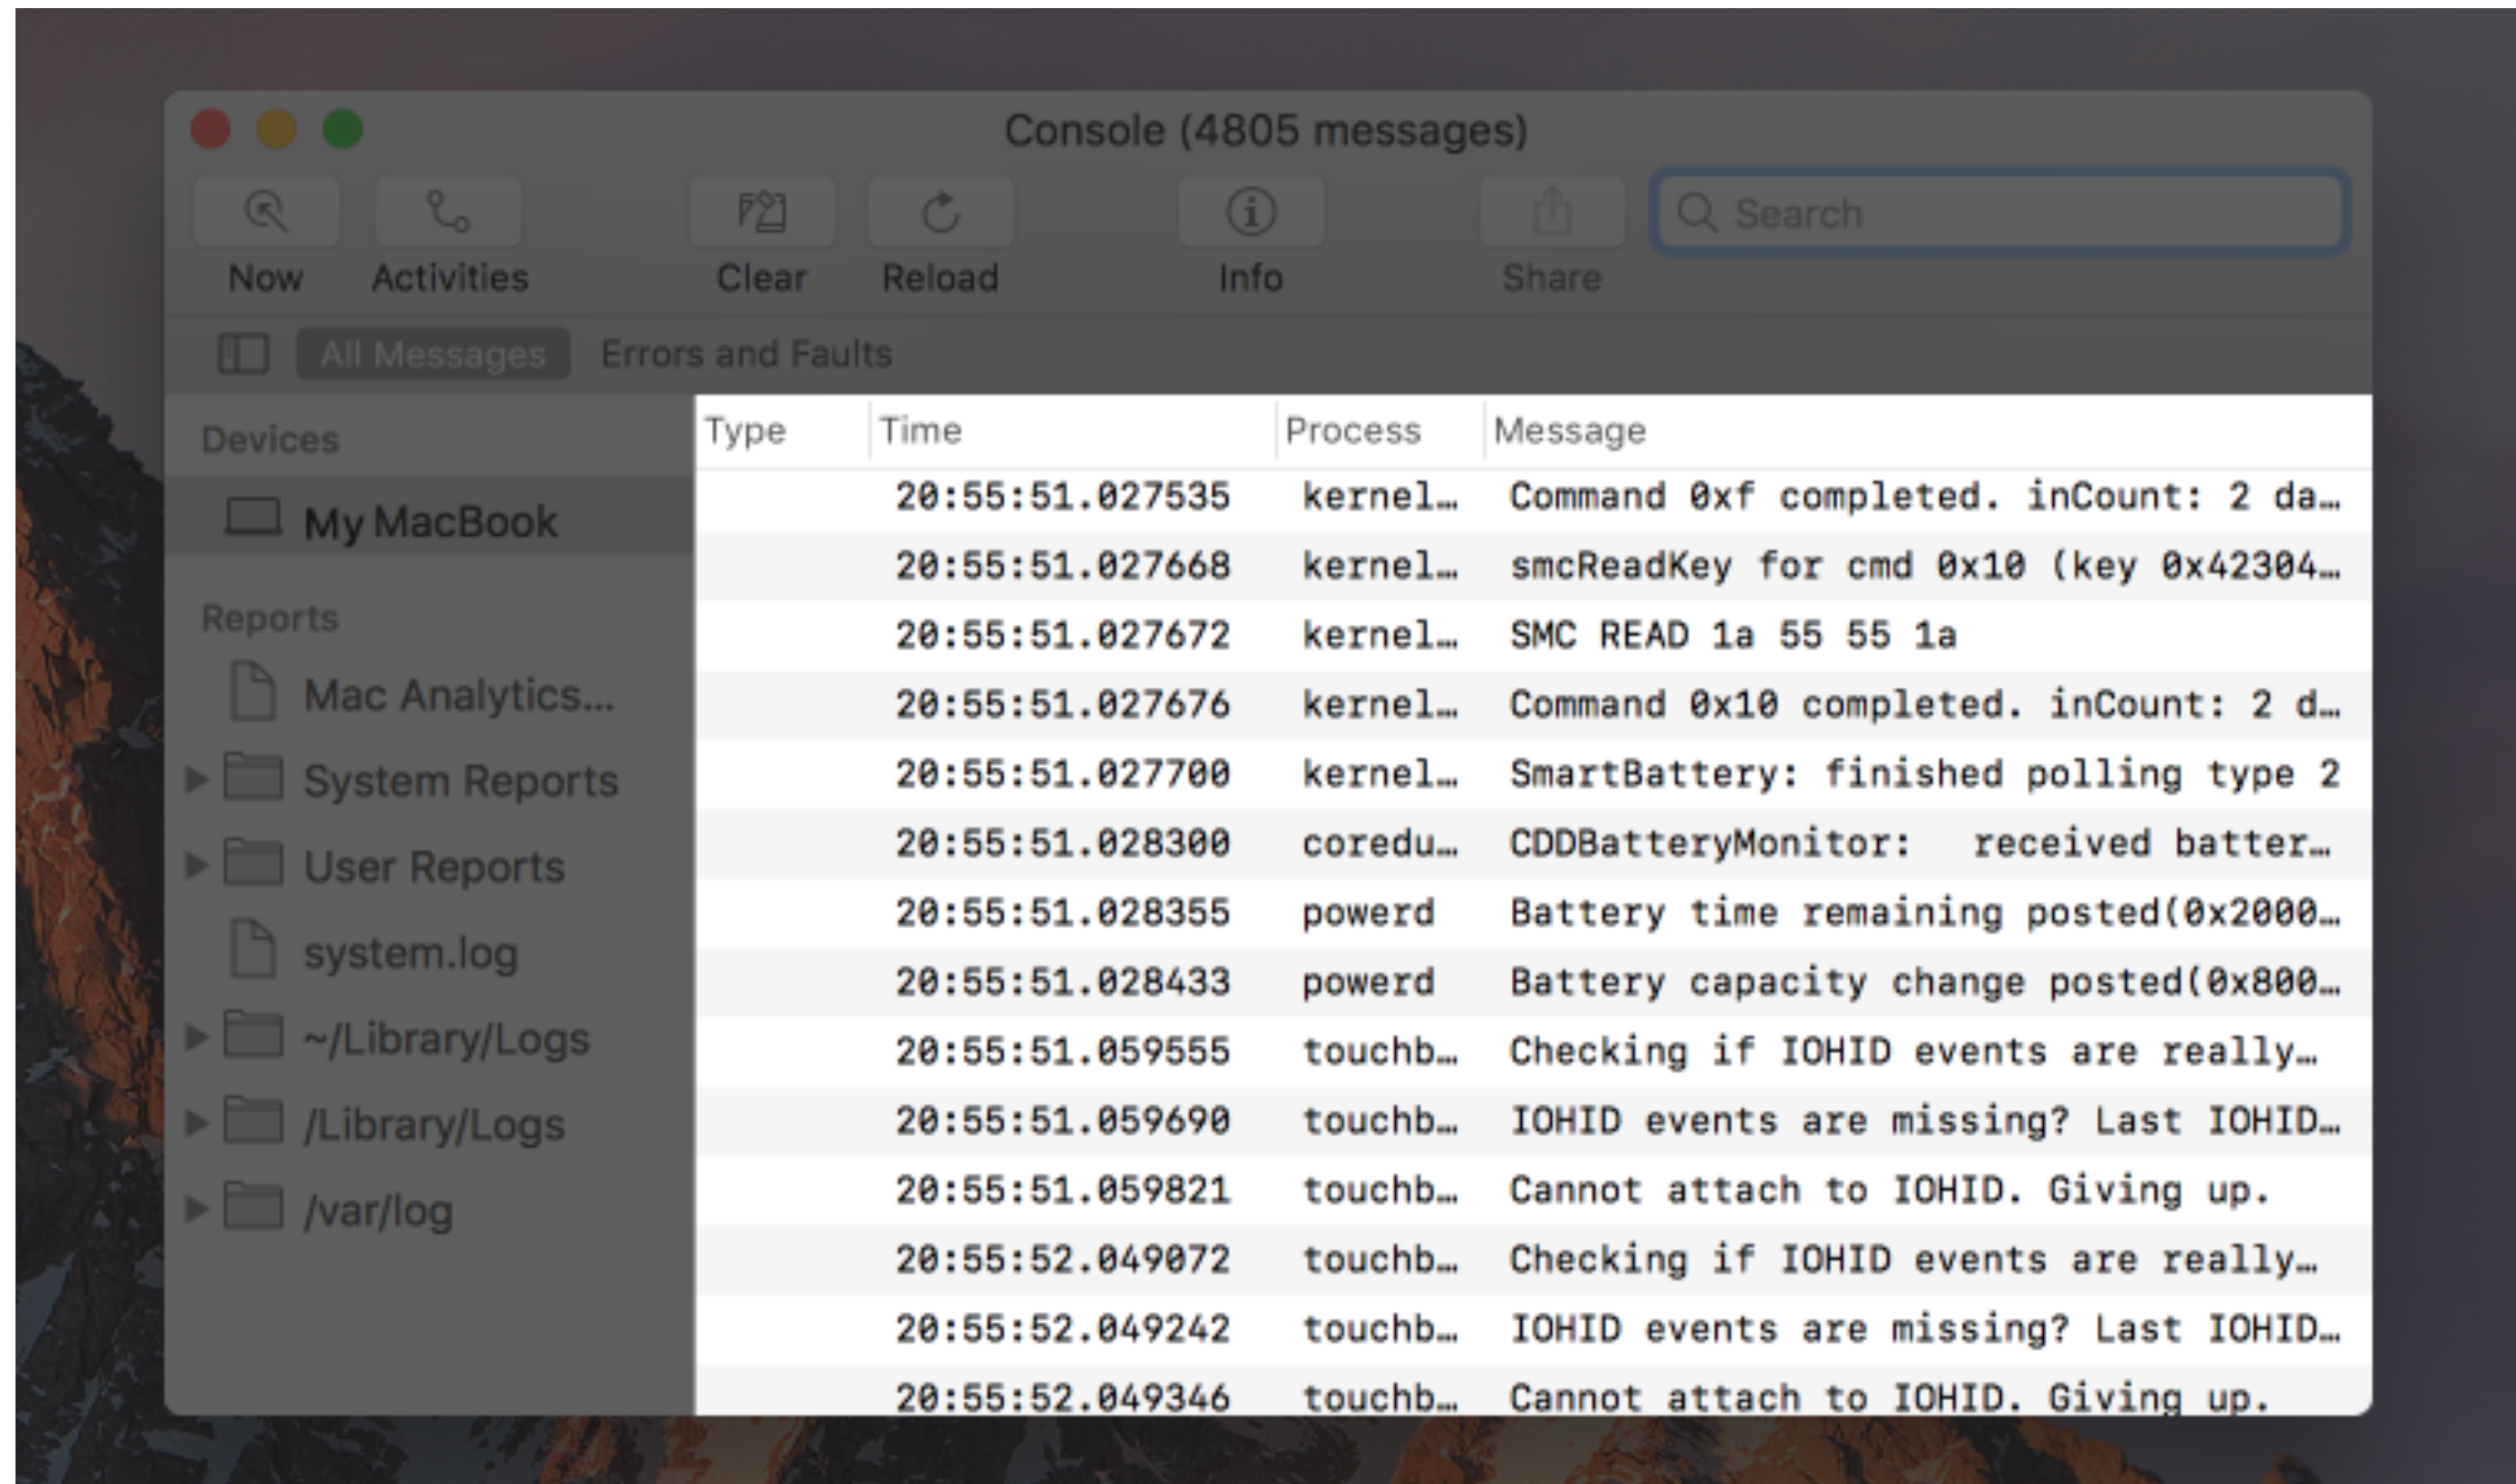 Console (4805 messages)
Search
Now Activities Clear Reload Info Share
All Messages Errors and Faults
Devices
My MacBook
Reports
Mac Analytics...
System Reports
User Reports
system.log
~/Library/Logs
/Library/Logs
/var/log
Type Time Process Message
20:55:51.027535 kernel… Command 0xf completed. inCount: 2 da…
20:55:51.027668 kernel… smcReadKey for cmd 0x10 (key 0x42304…
20:55:51.027672 kernel… SMC READ 1a 55 55 1a
20:55:51.027676 kernel… Command 0x10 completed. inCount: 2 d…
20:55:51.027700 kernel… SmartBattery: finished polling type 2
20:55:51.028300 coredu… CDDBatteryMonitor: received batter…
20:55:51.028355 powerd Battery time remaining posted(0x2000…
20:55:51.028433 powerd Battery capacity change posted(0x800…
20:55:51.059555 touchb… Checking if IOHID events are really…
20:55:51.059690 touchb… IOHID events are missing? Last IOHID…
20:55:51.059821 touchb… Cannot attach to IOHID. Giving up.
20:55:52.049072 touchb… Checking if IOHID events are really…
20:55:52.049242 touchb… IOHID events are missing? Last IOHID…
20:55:52.049346 touchb… Cannot attach to IOHID. Giving up.